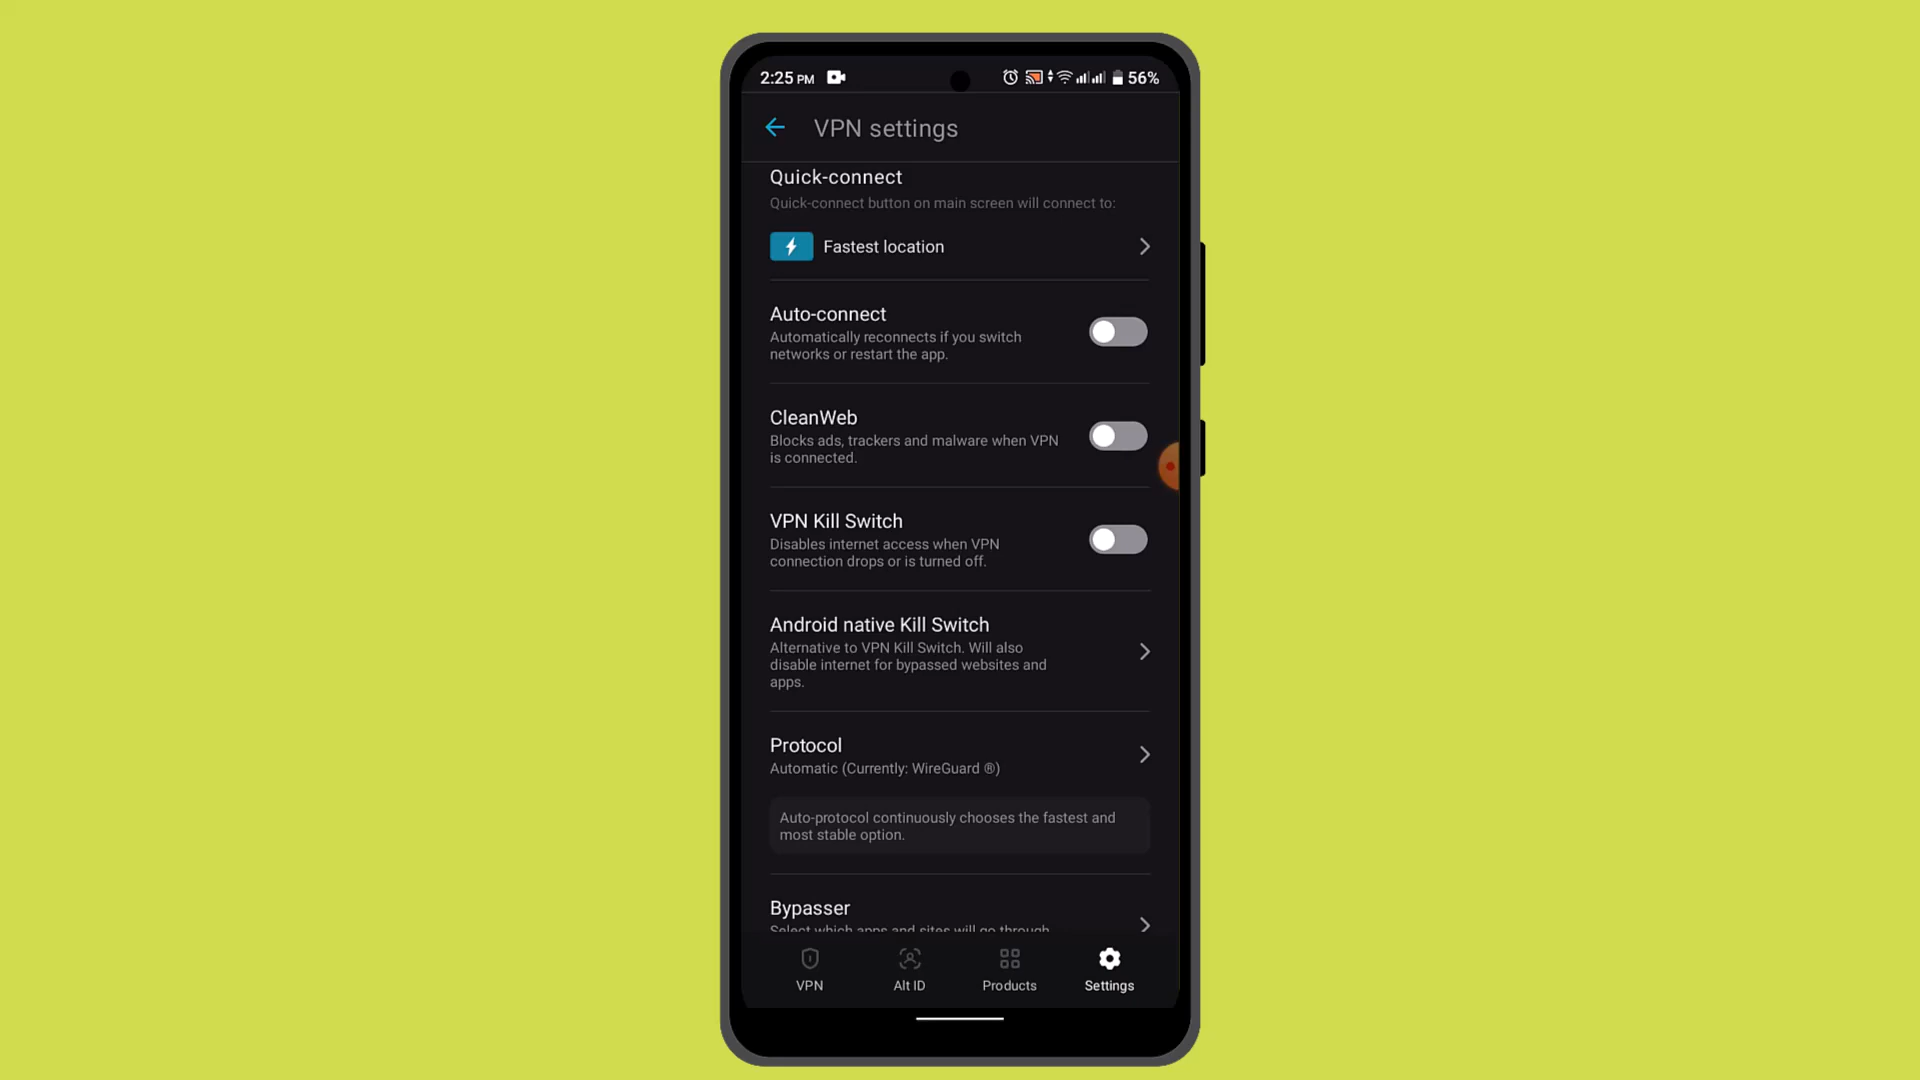 2:25 PM
56%
VPN settings
Quick-connect
Quick-connect button on main screen will connect to:
Fastest location
Auto-connect
Automatically reconnects if you switch
networks or restart the app.
CleanWeb
Blocks ads, trackers and malware when VPN
is connected.
VPN Kill Switch
Disables internet access when VPN
connection drops or is turned off.
Android native Kill Switch
Alternative to VPN Kill Switch. Will also
disable internet for bypassed websites and
apps.
Protocol
Automatic (Currently: WireGuard ®)
Auto-protocol continuously chooses the fastest and
most stable option.
Bypasser
Select which apps and sites will go through
VPN
Alt ID
Products
Settings